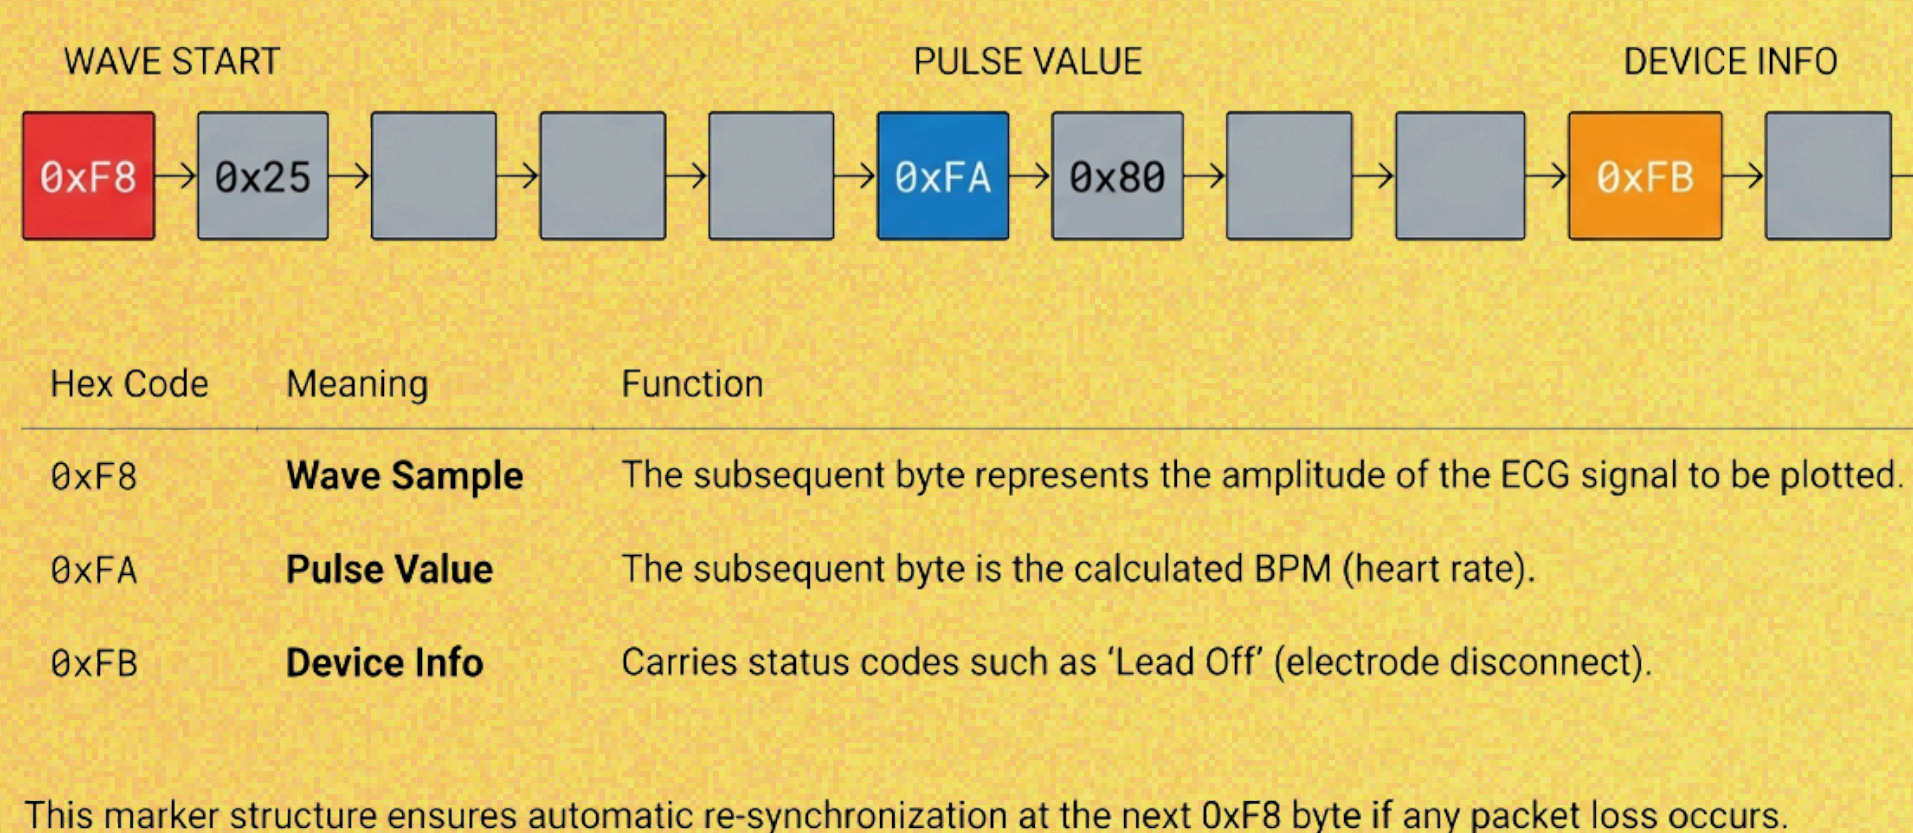 WAVE START PULSE VALUE DEVICE INFO
0xF8 0x25 0xFA 0x80 0xFB
Hex Code Meaning Function
0xF8 Wave Sample The subsequent byte represents the amplitude of the ECG signal to be plotted.
0xFA Pulse Value The subsequent byte is the calculated BPM (heart rate).
0xFB Device Info Carries status codes such as ‘Lead Off’ (electrode disconnect).
This marker structure ensures automatic re-synchronization at the next 0xF8 byte if any packet loss occurs.